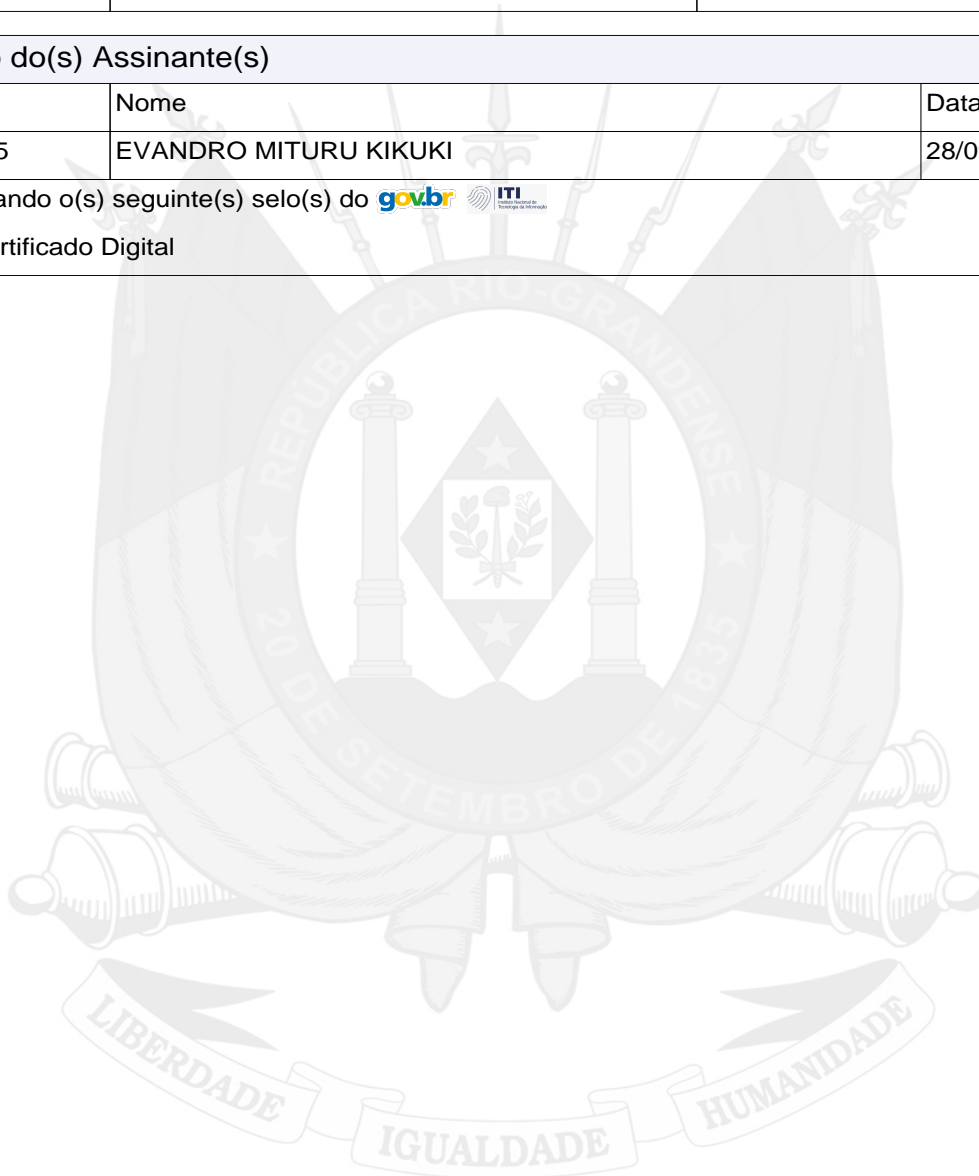 do(s) Assinante(s)
Nome Data
5 EVANDRO MITURU KIKUKI 28/0
ando o(s) seguinte(s) selo(s) do gov.br ITI
rtificado Digital
REPÚBLICA RIO-GRANDENSE
20 DE SETEMBRO DE 1835
LIBERDADE IGUALDADE HUMANIDADE